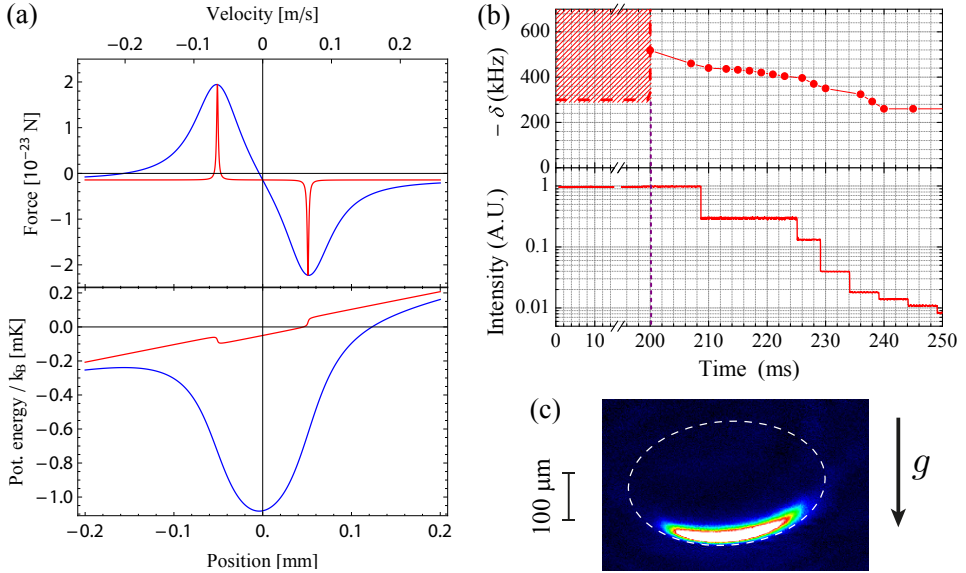 (a)
Velocity [m/s]
−0.2 −0.1 0 0.1 0.2
Force [10⁻²³ N]
2
1
0
−1
−2
Pot. energy / k_B [mK]
0.2
0.0
−0.2
−0.4
−0.6
−0.8
−1.0
−0.2 −0.1 0.0 0.1 0.2
Position [mm]
(b)
− δ (kHz)
600
400
200
0
Intensity (A.U.)
1
0.1
0.01
0 10 200 210 220 230 240 250
Time (ms)
(c)
100 μm
g